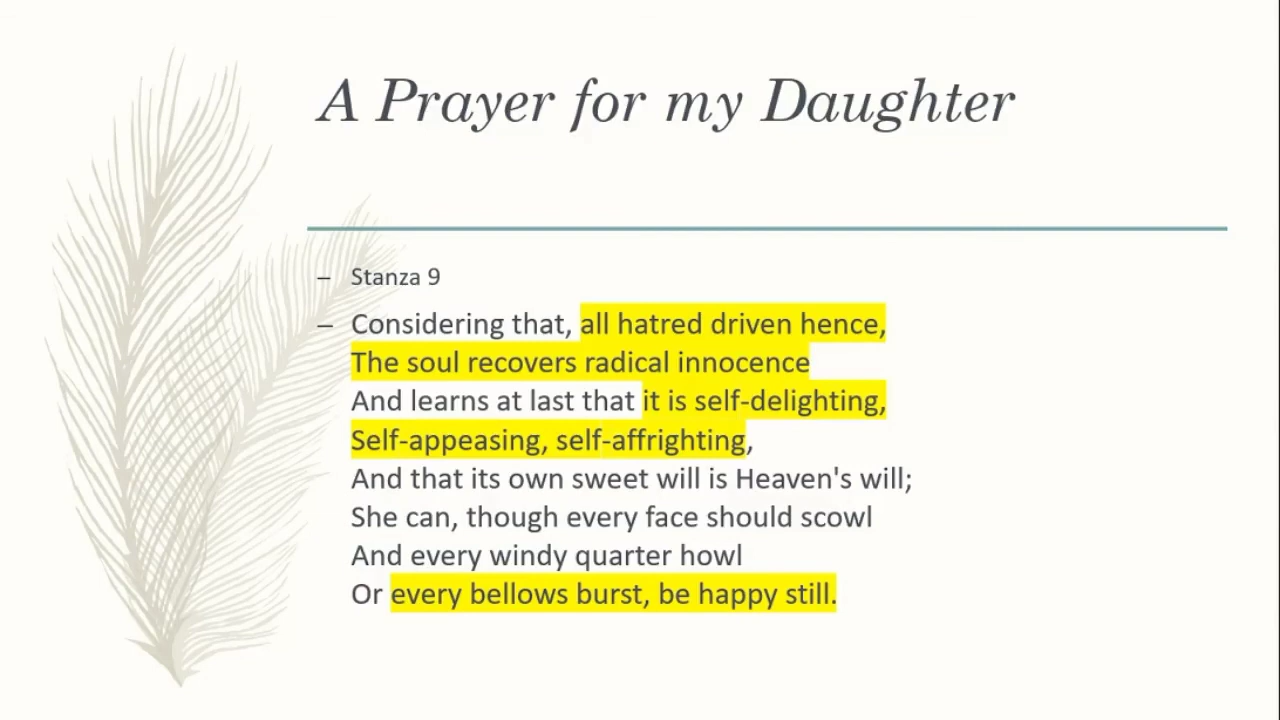 A Prayer for my Daughter
– Stanza 9
– Considering that, all hatred driven hence,
The soul recovers radical innocence
And learns at last that it is self-delighting,
Self-appeasing, self-affrighting,
And that its own sweet will is Heaven's will;
She can, though every face should scowl
And every windy quarter howl
Or every bellows burst, be happy still.